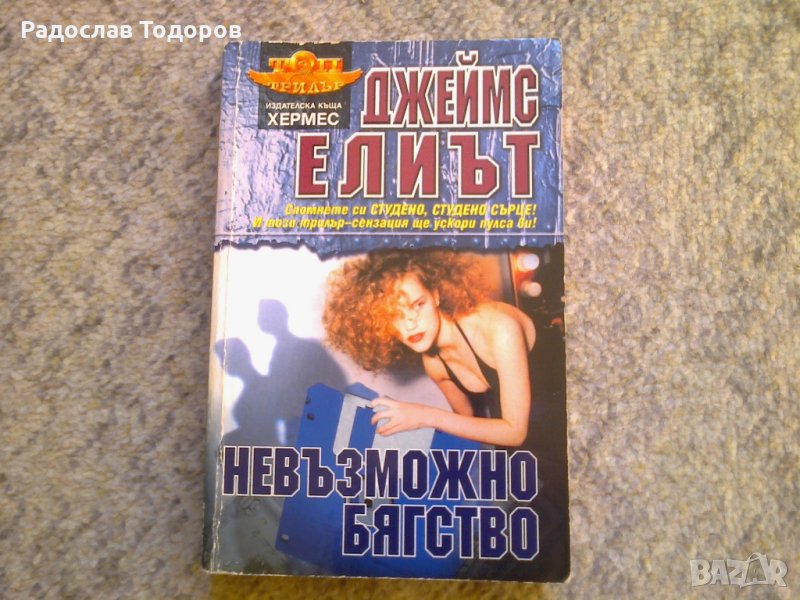 Радослав Тодоров
ТОП
ТРИЛЪР
ИЗДАТЕЛСКА КЪЩА
ХЕРМЕС
ДЖЕЙМС
ЕЛИЪТ
Спомнете си СТУДЕНО, СТУДЕНО СЪРЦЕ!
И този трилър-сензация ще ускори пулса ви!
НЕВЪЗМОЖНО
БЯГСТВО
BAZAR